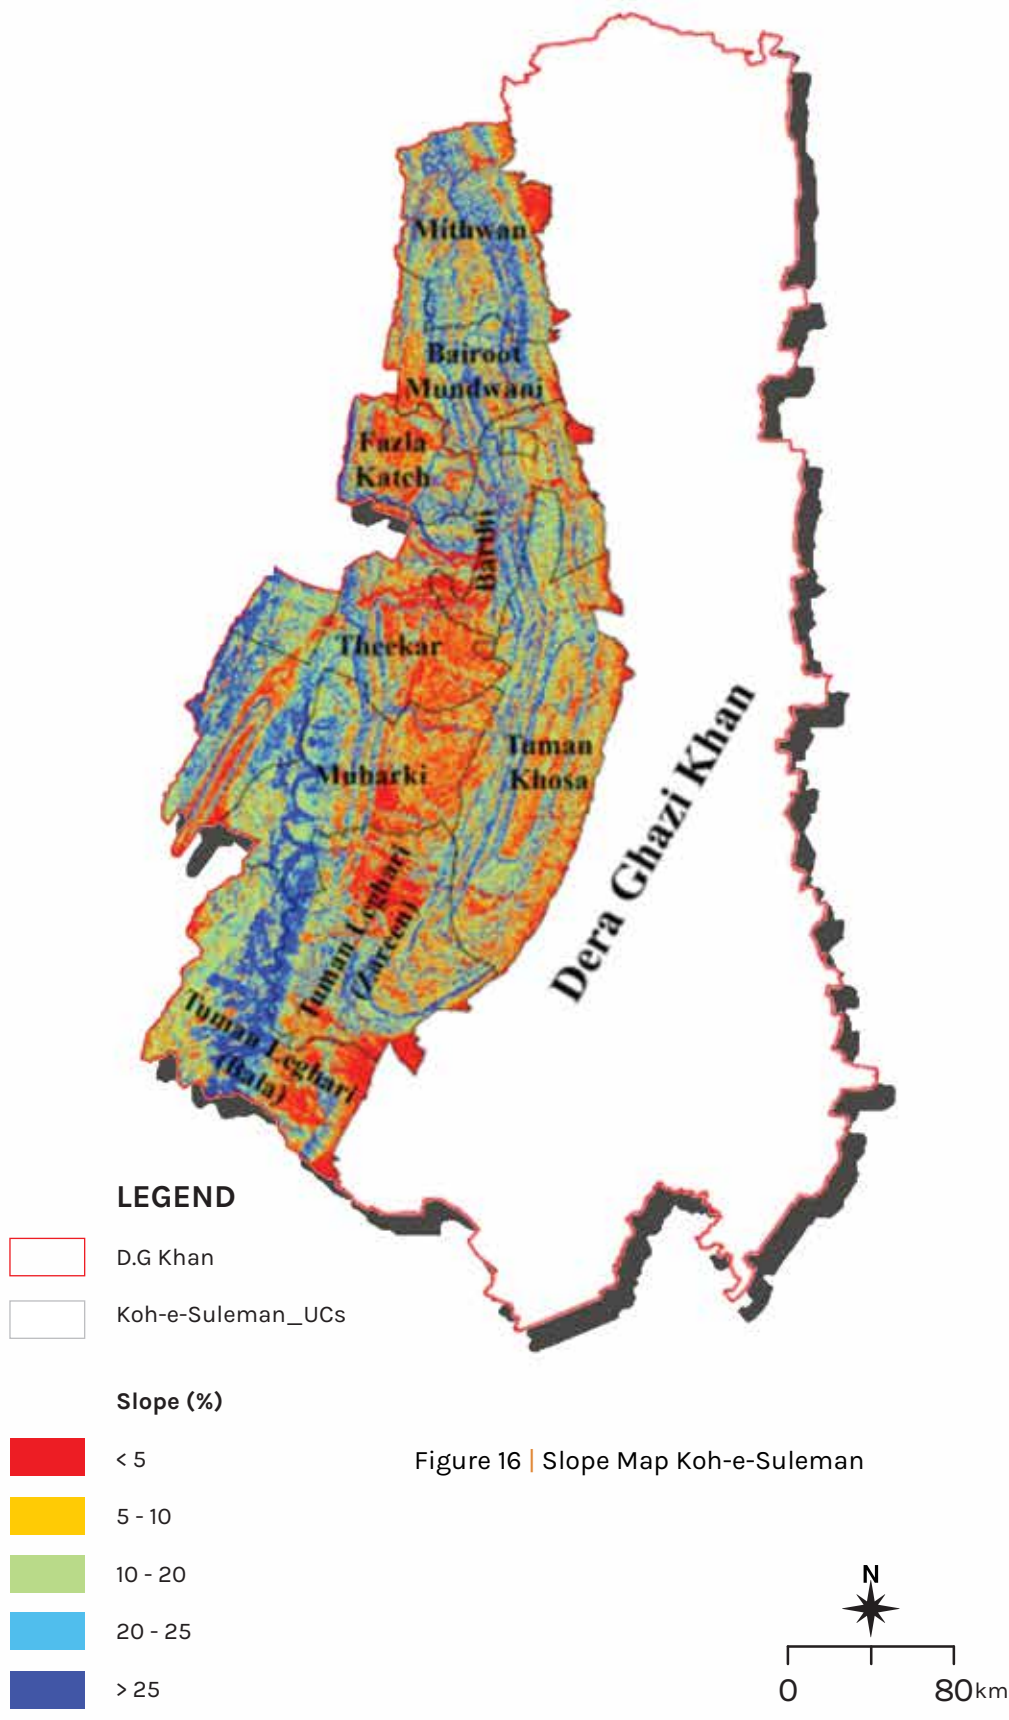 Mithwan
Bairoot
Mundwani
Fazla
Katch
Barthi
Theekar
Tuman
Khosa
Mubarki
Dera Ghazi Khan
Tuman Leghari
(Zareen)
Tuman Leghari
(Bala)
LEGEND
D.G Khan
Koh-e-Suleman_UCs
Slope (%)
< 5
Figure 16 | Slope Map Koh-e-Suleman
5 - 10
10 - 20
20 - 25
> 25
N
0 80km